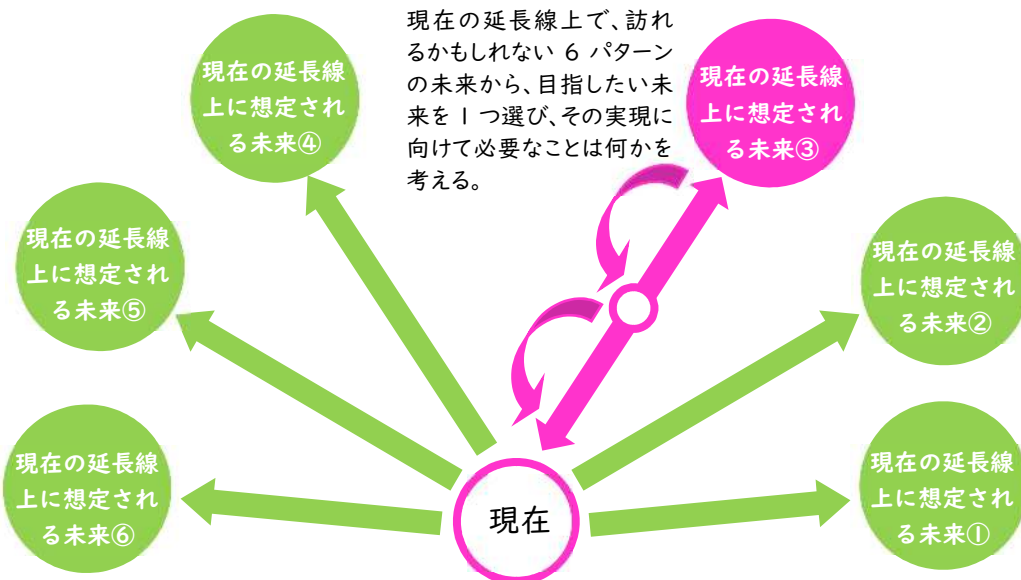 現在の延長線上で、訪れ
るかもしれない 6 パターン
の未来から、目指したい未
来を 1 つ選び、その実現に
向けて必要なことは何かを
考える。
現在の延長線
上に想定され
る未来④
現在の延長線
上に想定され
る未来③
現在の延長線
上に想定され
る未来⑤
現在の延長線
上に想定され
る未来②
現在の延長線
上に想定され
る未来⑥
現在の延長線
上に想定され
る未来①
現在